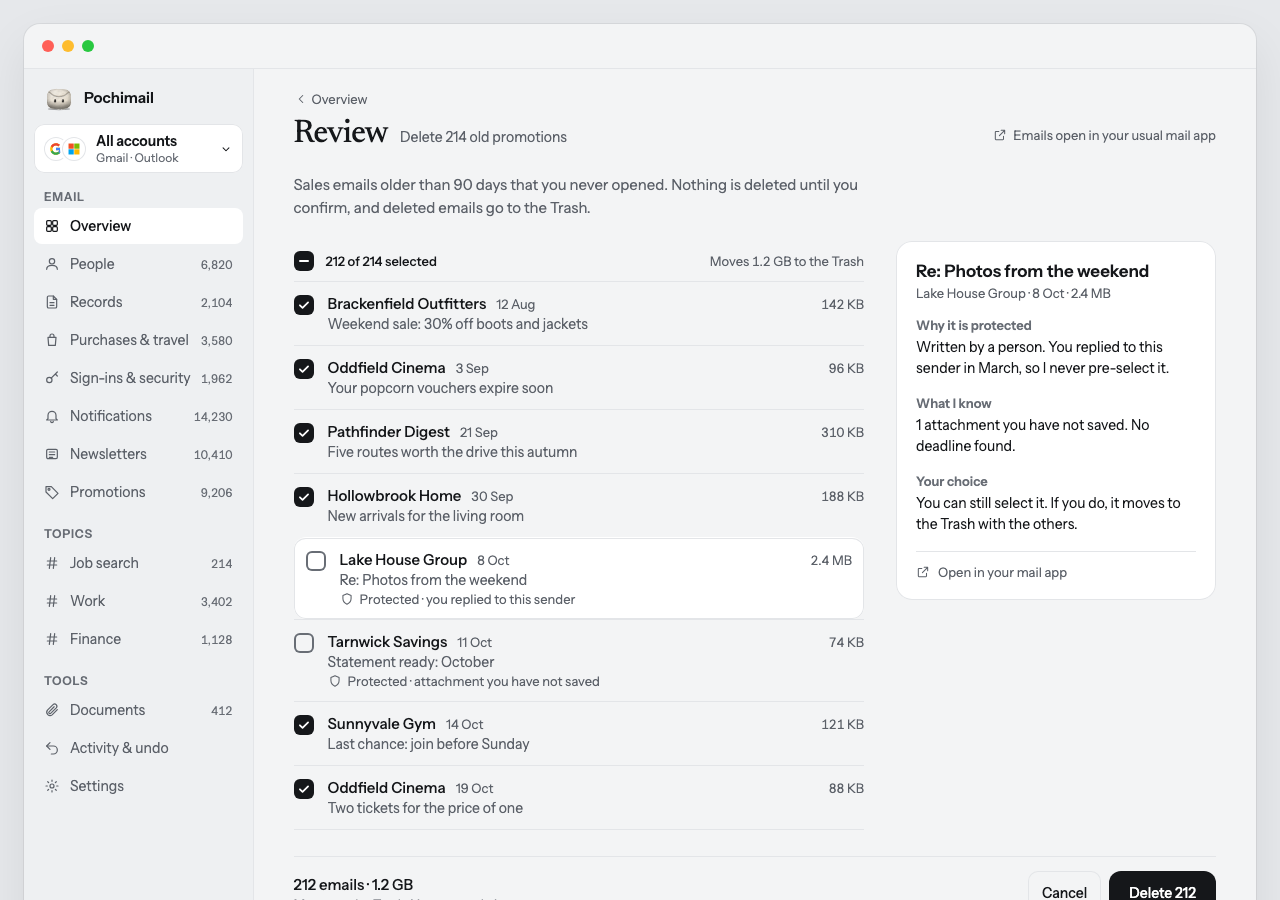 Pochimail
All accounts
Gmail · Outlook
EMAIL
Overview
People 6,820
Records 2,104
Purchases & travel 3,580
Sign-ins & security 1,962
Notifications 14,230
Newsletters 10,410
Promotions 9,206
TOPICS
# Job search 214
# Work 3,402
# Finance 1,128
TOOLS
Documents 412
Activity & undo
Settings
Overview
Review Delete 214 old promotions
Emails open in your usual mail app
Sales emails older than 90 days that you never opened. Nothing is deleted until you
confirm, and deleted emails go to the Trash.
212 of 214 selected Moves 1.2 GB to the Trash
Brackenfield Outfitters 12 Aug 142 KB
Weekend sale: 30% off boots and jackets
Oddfield Cinema 3 Sep 96 KB
Your popcorn vouchers expire soon
Pathfinder Digest 21 Sep 310 KB
Five routes worth the drive this autumn
Hollowbrook Home 30 Sep 188 KB
New arrivals for the living room
Lake House Group 8 Oct 2.4 MB
Re: Photos from the weekend
Protected · you replied to this sender
Tarnwick Savings 11 Oct 74 KB
Statement ready: October
Protected · attachment you have not saved
Sunnyvale Gym 14 Oct 121 KB
Last chance: join before Sunday
Oddfield Cinema 19 Oct 88 KB
Two tickets for the price of one
Re: Photos from the weekend
Lake House Group · 8 Oct · 2.4 MB
Why it is protected
Written by a person. You replied to this
sender in March, so I never pre-select it.
What I know
1 attachment you have not saved. No
deadline found.
Your choice
You can still select it. If you do, it moves to
the Trash with the others.
Open in your mail app
212 emails · 1.2 GB
Cancel
Delete 212